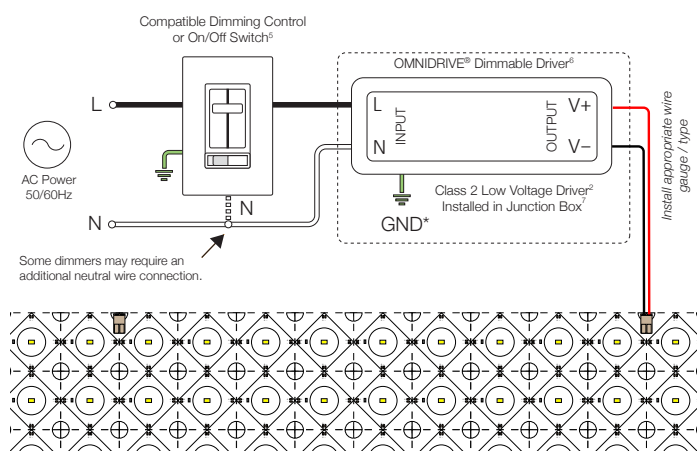 Compatible Dimming Control
or On/Off Switch⁵
OMNIDRIVE® Dimmable Driver⁶
L
L
INPUT
N
OUTPUT
V+
V−
AC Power
50/60Hz
N
N
GND*
Class 2 Low Voltage Driver²
Installed in Junction Box⁷
Install appropriate wire
gauge / type
Some dimmers may require an
additional neutral wire connection.